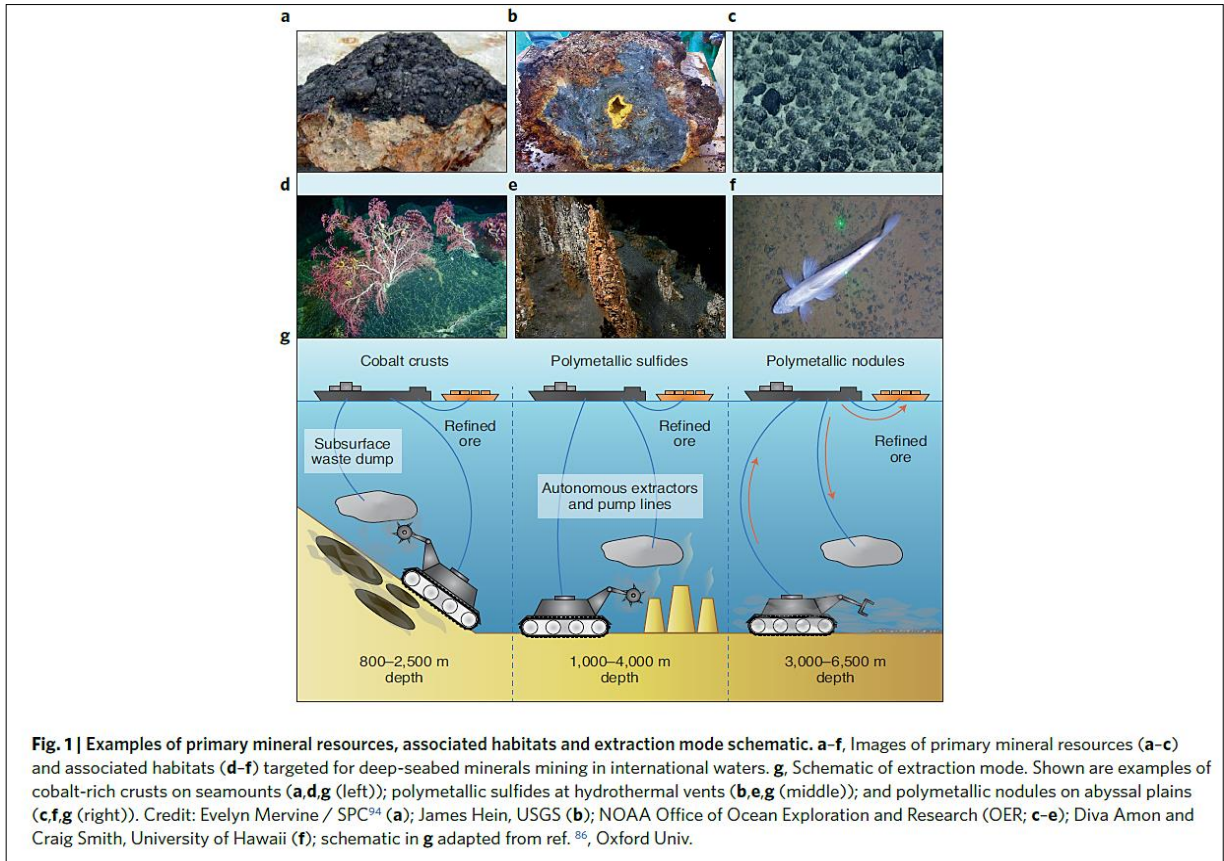 a
b
c
d
e
f
g
Cobalt crusts
Polymetallic sulfides
Polymetallic nodules
Refined
ore
Refined
ore
Refined
ore
Subsurface
waste dump
Autonomous extractors
and pump lines
800–2,500 m
depth
1,000–4,000 m
depth
3,000–6,500 m
depth
Fig. 1 | Examples of primary mineral resources, associated habitats and extraction mode schematic. a–f, Images of primary mineral resources (a–c)
and associated habitats (d–f) targeted for deep-seabed minerals mining in international waters. g, Schematic of extraction mode. Shown are examples of
cobalt-rich crusts on seamounts (a,d,g (left)); polymetallic sulfides at hydrothermal vents (b,e,g (middle)); and polymetallic nodules on abyssal plains
(c,f,g (right)). Credit: Evelyn Mervine / SPC94 (a); James Hein, USGS (b); NOAA Office of Ocean Exploration and Research (OER; c–e); Diva Amon and
Craig Smith, University of Hawaii (f); schematic in g adapted from ref. 86, Oxford Univ.